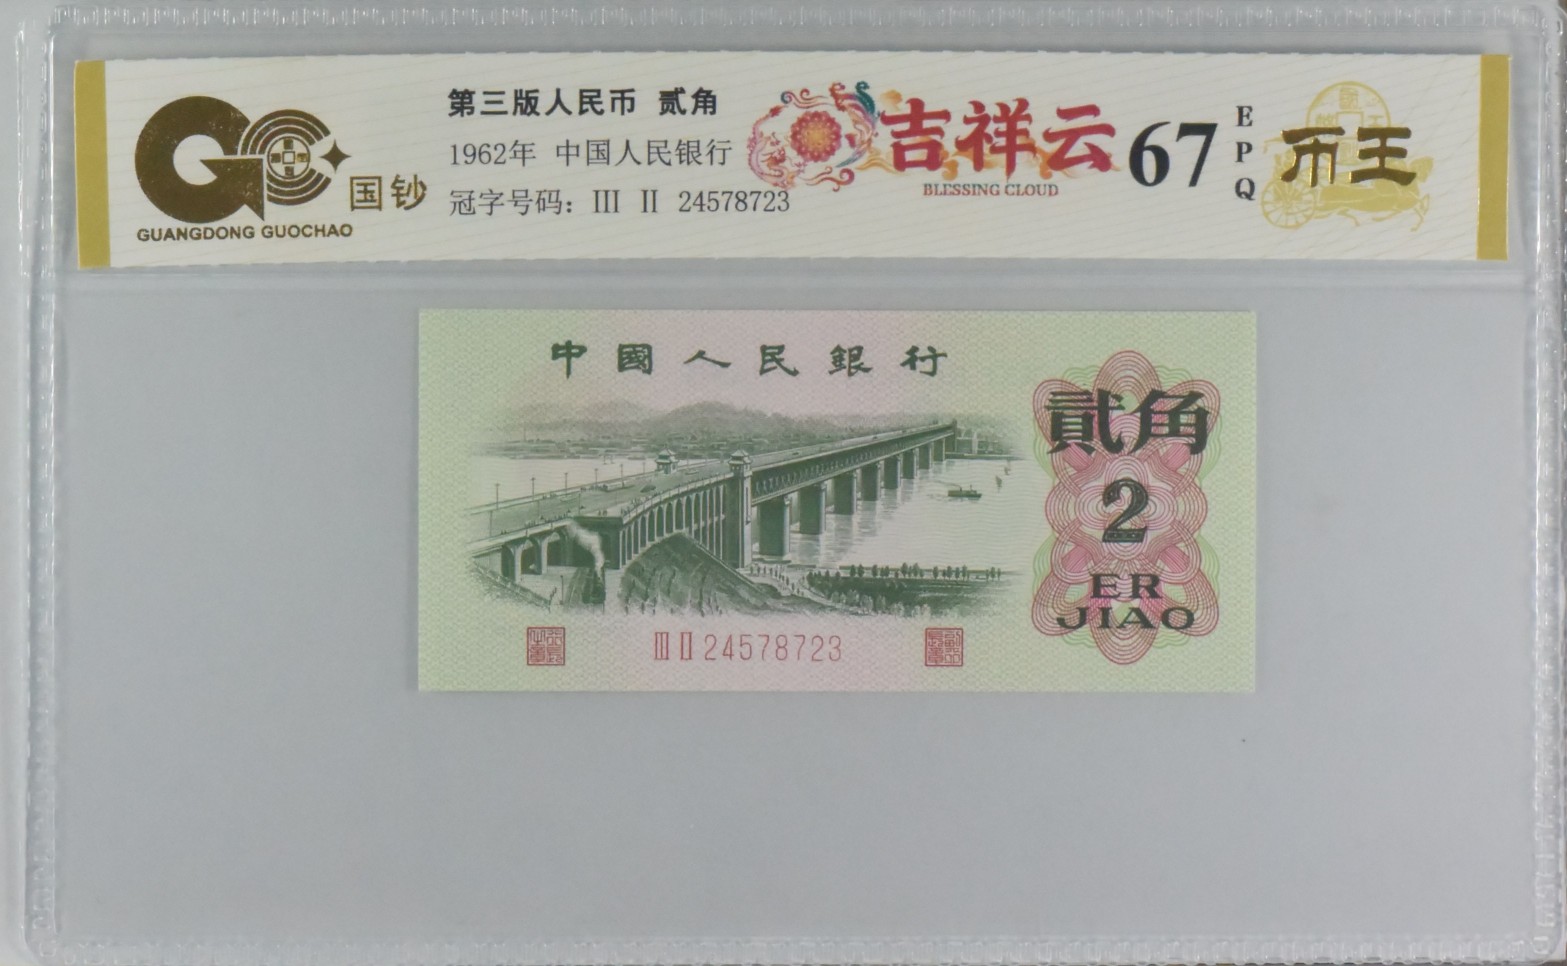 国钞
GUANGDONG GUOCHAO
第三版人民币 贰角
1962年 中国人民银行
冠字号码：III II 24578723
吉祥云
BLESSING CLOUD
67
EPQ
币王
中國人民銀行
貳角
2
ER
JIAO
III II 24578723